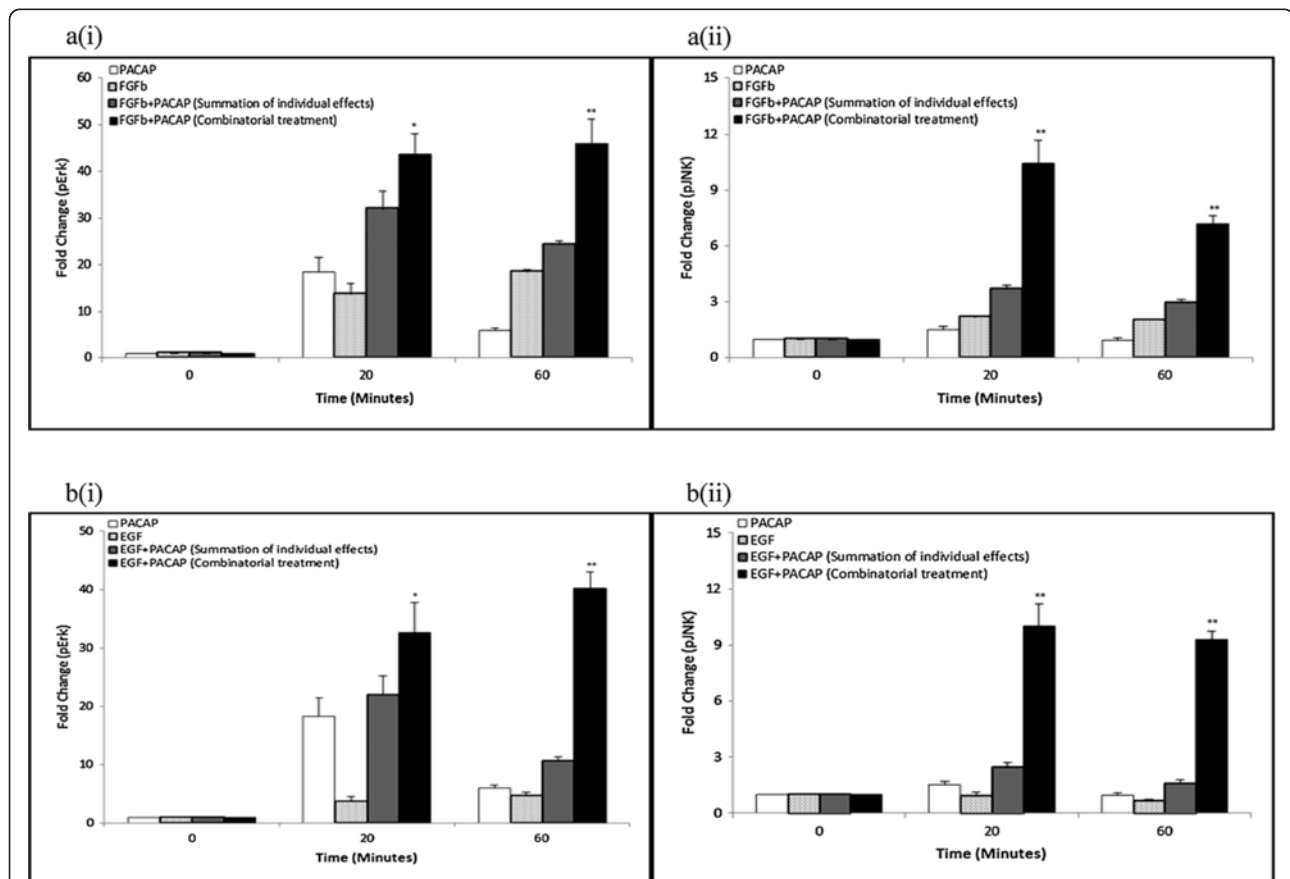 a(i)
60
50
40
30
20
10
0
Fold Change (pErk)
PACAP
FGFb
FGFb+PACAP (Summation of individual effects)
FGFb+PACAP (Combinatorial treatment)
*
**
0 20 60
Time (Minutes)
a(ii)
15
12
9
6
3
0
Fold Change (pJNK)
PACAP
FGFb
FGFb+PACAP (Summation of individual effects)
FGFb+PACAP (Combinatorial treatment)
**
**
0 20 60
Time (Minutes)
b(i)
50
40
30
20
10
0
Fold Change (pErk)
PACAP
EGF
EGF+PACAP (Summation of individual effects)
EGF+PACAP (Combinatorial treatment)
*
**
0 20 60
Time (Minutes)
b(ii)
15
12
9
6
3
0
Fold Change (pJNK)
PACAP
EGF
EGF+PACAP (Summation of individual effects)
EGF+PACAP (Combinatorial treatment)
**
**
0 20 60
Time (Minutes)